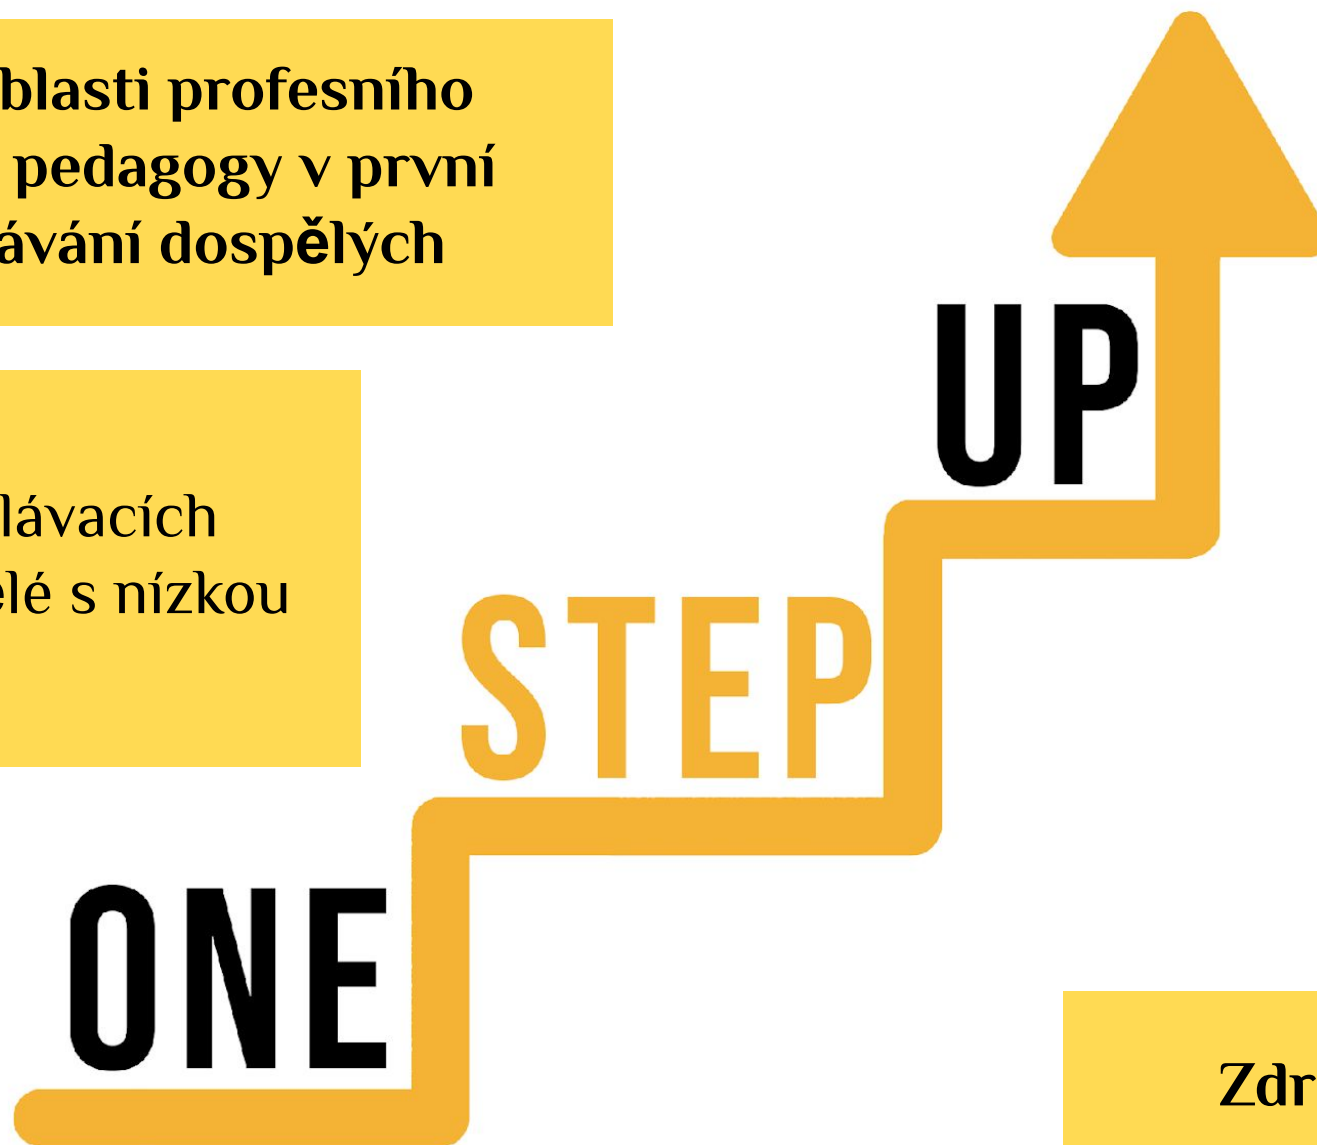 blasti profesního
pedagogy v první
ávání dospělých
lávacích
elé s nízkou
UP
STEP
ONE
Zdr